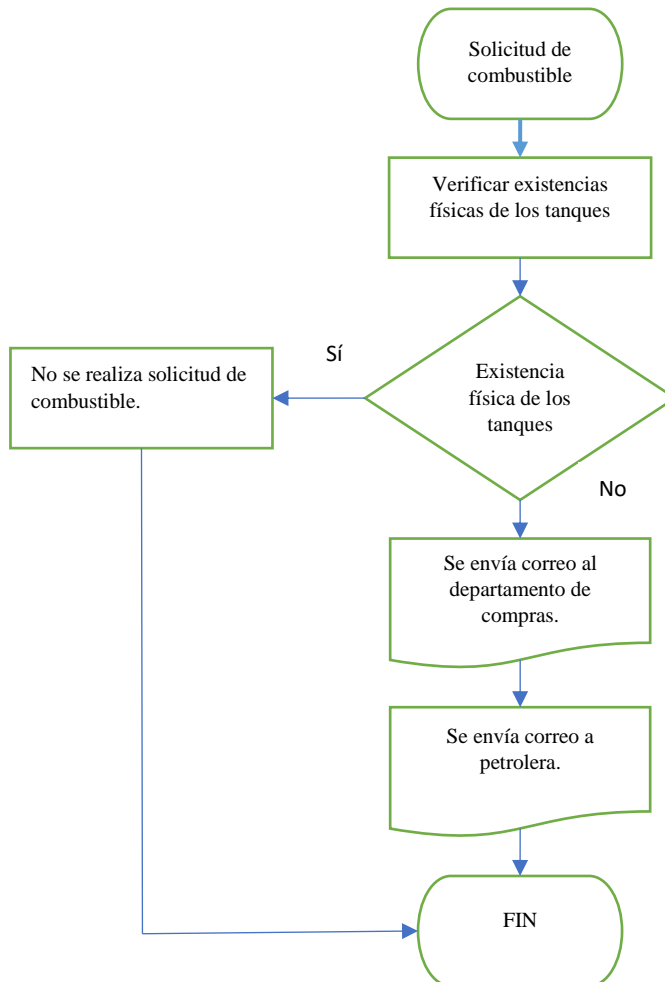 Solicitud de
combustible
Verificar existencias
físicas de los tanques
Sí
No se realiza solicitud de
combustible.
Existencia
física de los
tanques
No
Se envía correo al
departamento de
compras.
Se envía correo a
petrolera.
FIN